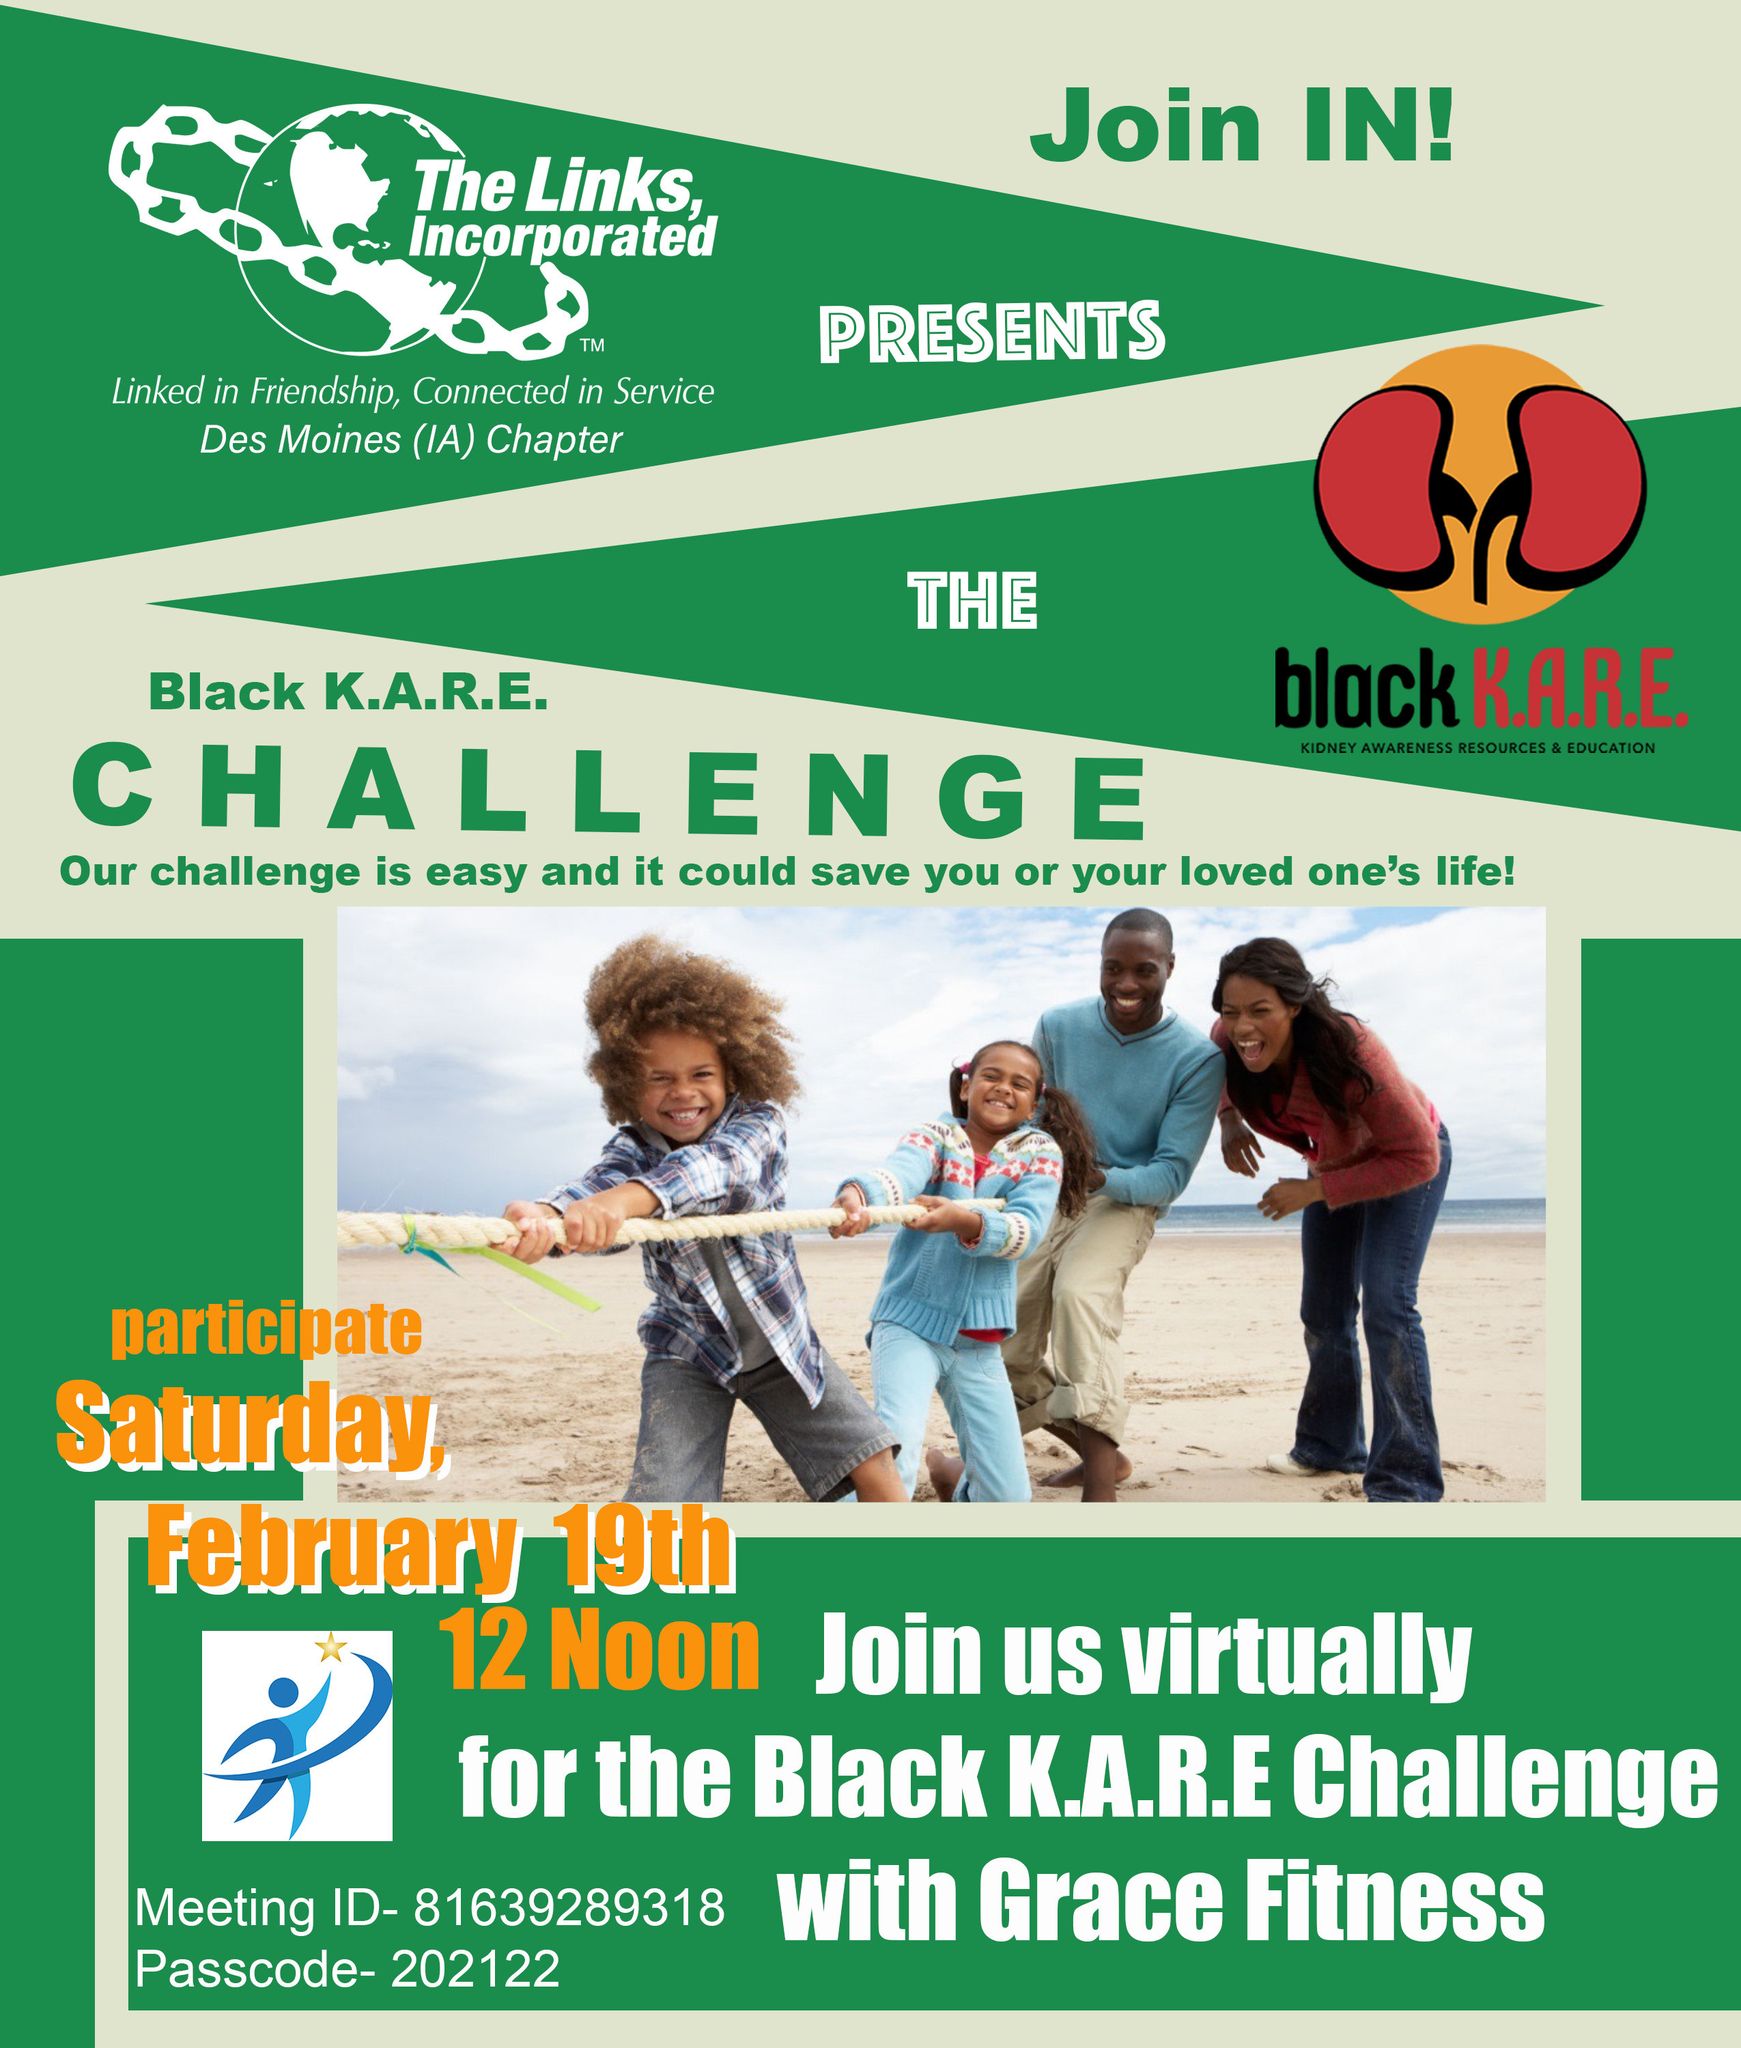 Join IN!
The Links,
Incorporated
TM
Linked in Friendship, Connected in Service
Des Moines (IA) Chapter
PRESENTS
THE
black K.A.R.E.
KIDNEY AWARENESS RESOURCES & EDUCATION
Black K.A.R.E.
CHALLENGE
Our challenge is easy and it could save you or your loved one's life!
participate
Saturday,
February 19th
12 Noon
Join us virtually
for the Black K.A.R.E Challenge
with Grace Fitness
Meeting ID- 81639289318
Passcode- 202122